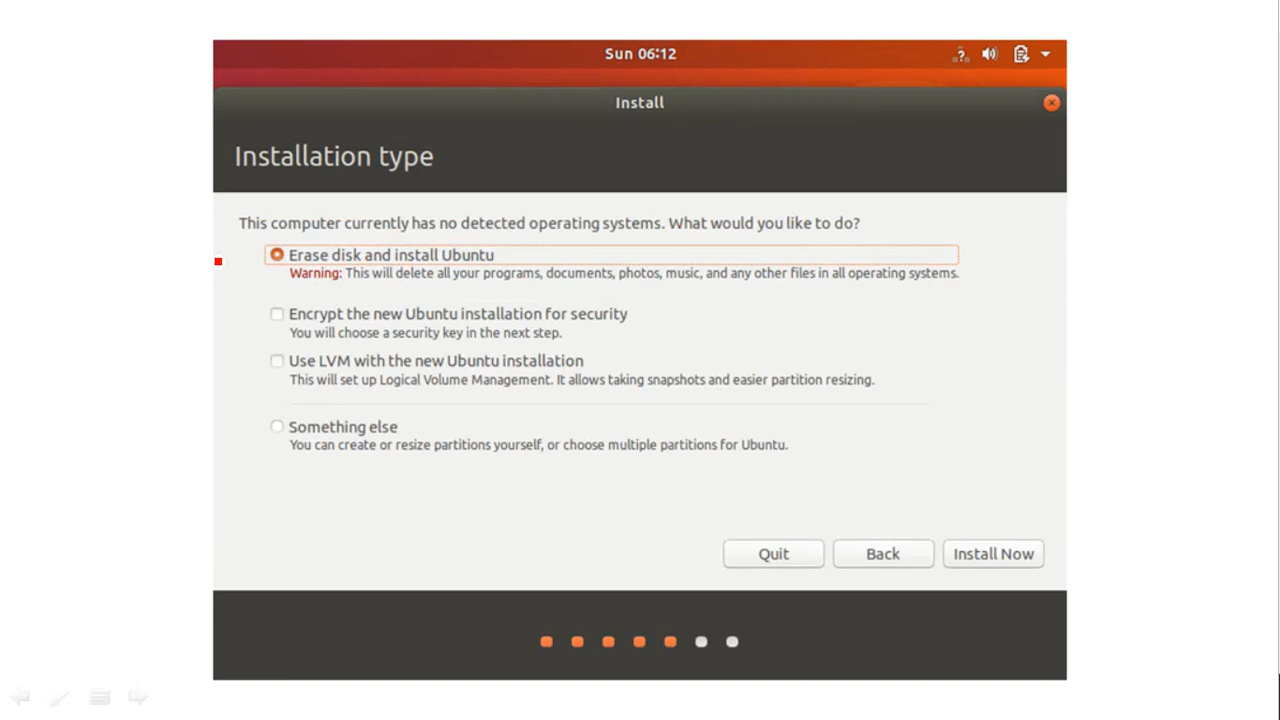 Sun 06:12
Install
Installation type
This computer currently has no detected operating systems. What would you like to do?
Erase disk and install Ubuntu
Warning: This will delete all your programs, documents, photos, music, and any other files in all operating systems.
Encrypt the new Ubuntu installation for security
You will choose a security key in the next step.
Use LVM with the new Ubuntu installation
This will set up Logical Volume Management. It allows taking snapshots and easier partition resizing.
Something else
You can create or resize partitions yourself, or choose multiple partitions for Ubuntu.
Quit Back Install Now